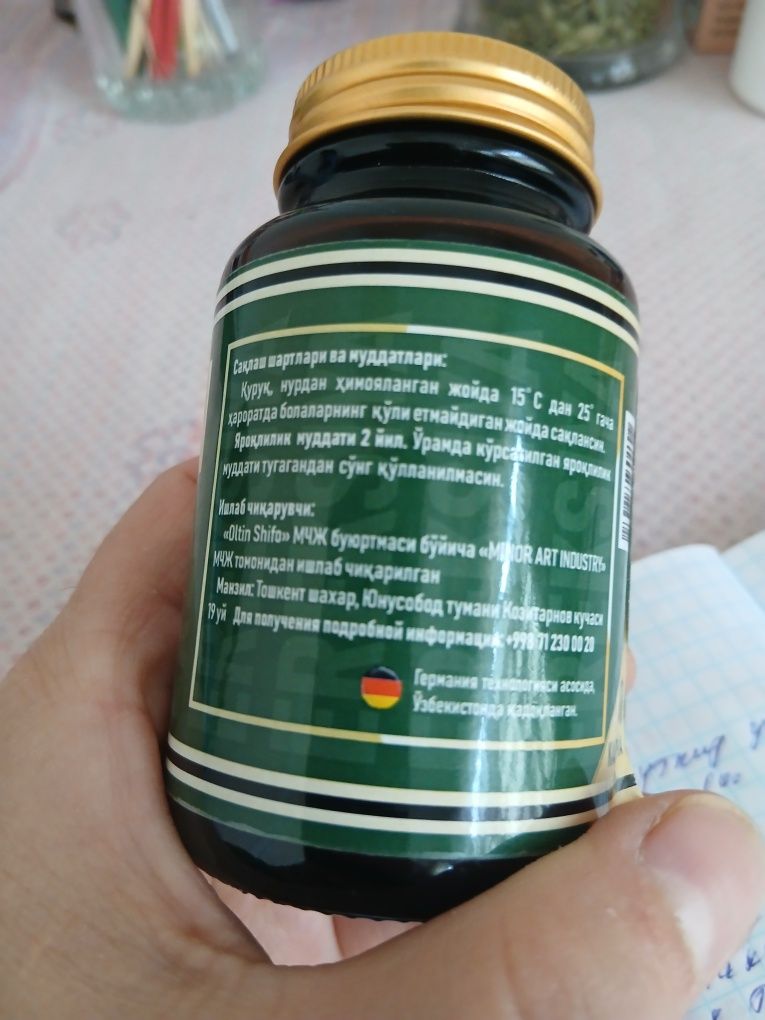 Сақлаш шартлари ва муддатлари:
Қуруқ, нурдан ҳимояланган жойда 15°C дан 25° гача
ҳароратда болаларнинг қўли етмайдиган жойда сақлансин.
Яроқлилик муддати 2 йил. Ўрамда кўрсатилган яроқлилик
муддати тугагандан сўнг қўлланилмасин.
Ишлаб чиқарувчи:
«Oltin Shifo» МЧЖ буюртмаси бўйича «MINOR ART INDUSTRY»
МЧЖ томонидан ишлаб чиқарилган
Манзил: Тошкент шахар, Юнусобод тумани Козитарнов кучаси
19 уй Для получения подробной информации: +998 71 230 00 20
Германия технологияси асосида,
Ўзбекистонда қадоқланган.